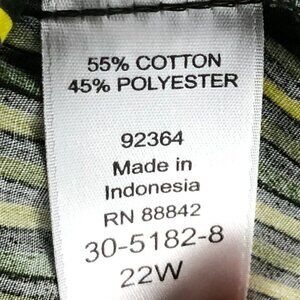 55% COTTON
45% POLYESTER
92364
Made in
Indonesia
RN 88842
30-5182-8
22W